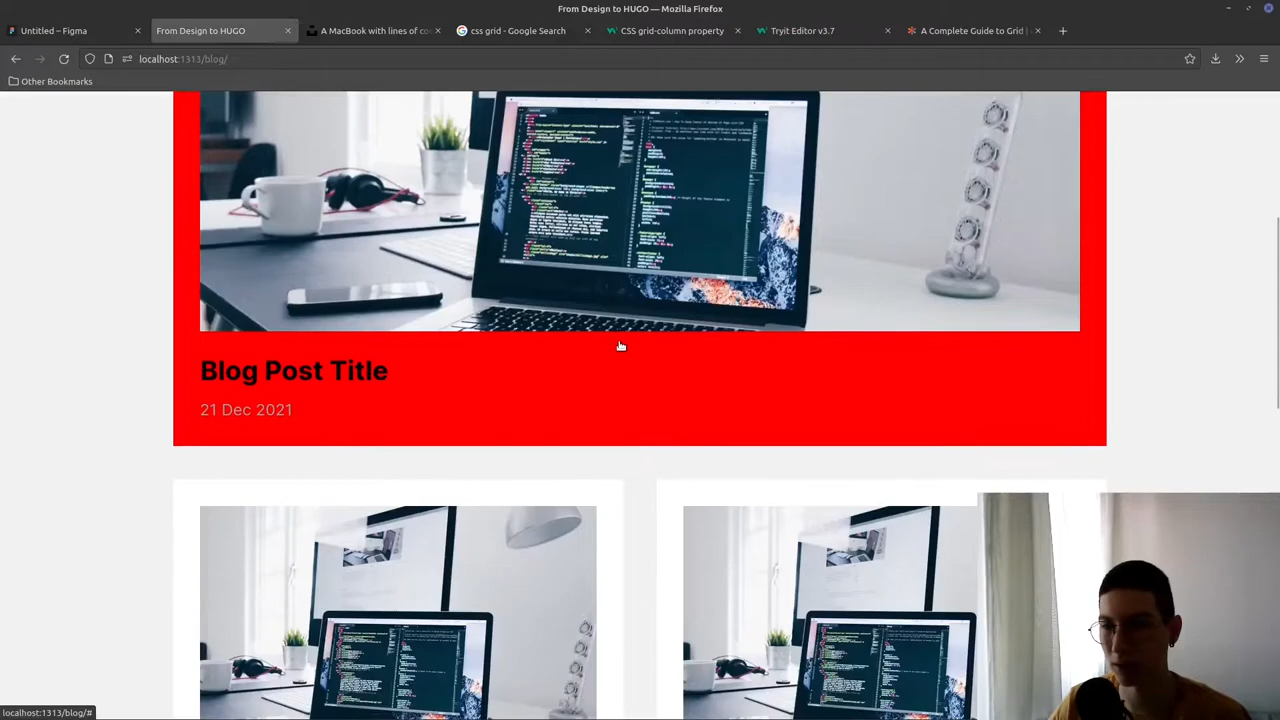 From Design to HUGO — Mozilla Firefox
Untitled – Figma
From Design to HUGO
A MacBook with lines of co
css grid - Google Search
CSS grid-column property
Tryit Editor v3.7
A Complete Guide to Grid |
localhost:1313/blog/
Other Bookmarks
Blog Post Title
21 Dec 2021
localhost:1313/blog/#